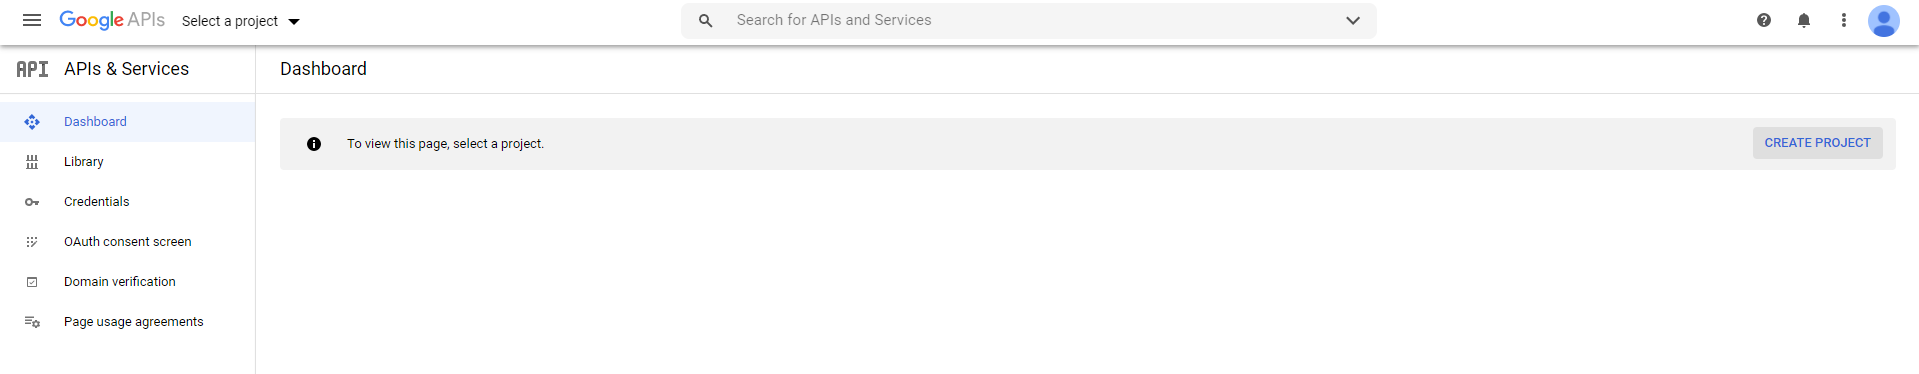 Google APIs Select a project Search for APIs and Services
API APIs & Services Dashboard
Dashboard
To view this page, select a project. CREATE PROJECT
Library
Credentials
OAuth consent screen
Domain verification
Page usage agreements